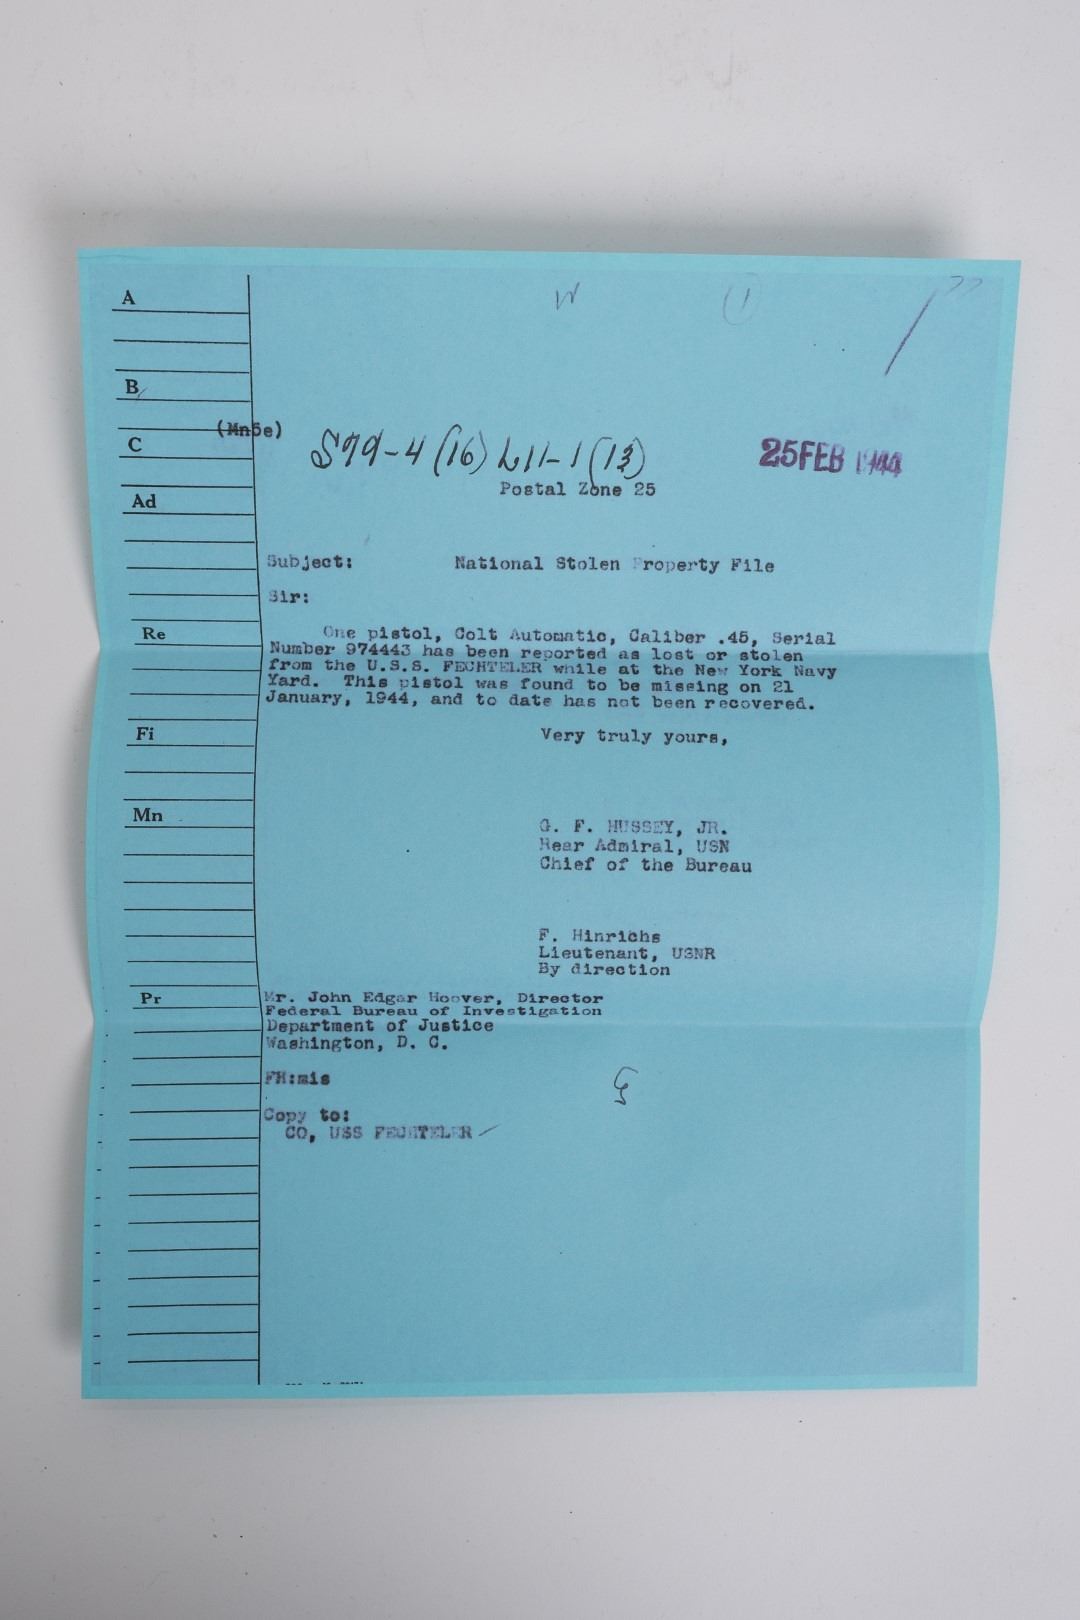 A
B
(Mn5e)
C
S79-4 (16) L11-1 (13)
25 FEB 1944
Postal Zone 25
Ad
Subject: National Stolen Property File
Sir:
Re
One pistol, Colt Automatic, Caliber .45, Serial
Number 974443 has been reported as lost or stolen
from the U.S.S. FECHTELER while at the New York Navy
Yard. This pistol was found to be missing on 21
January, 1944, and to date has not been recovered.
Fi
Very truly yours,
Mn
G. F. HUSSEY, JR.
Rear Admiral, USN
Chief of the Bureau
F. Hinrichs
Lieutenant, USNR
By direction
Pr
Mr. John Edgar Hoover, Director
Federal Bureau of Investigation
Department of Justice
Washington, D. C.
FH:mis
Copy to:
CO, USS FECHTELER